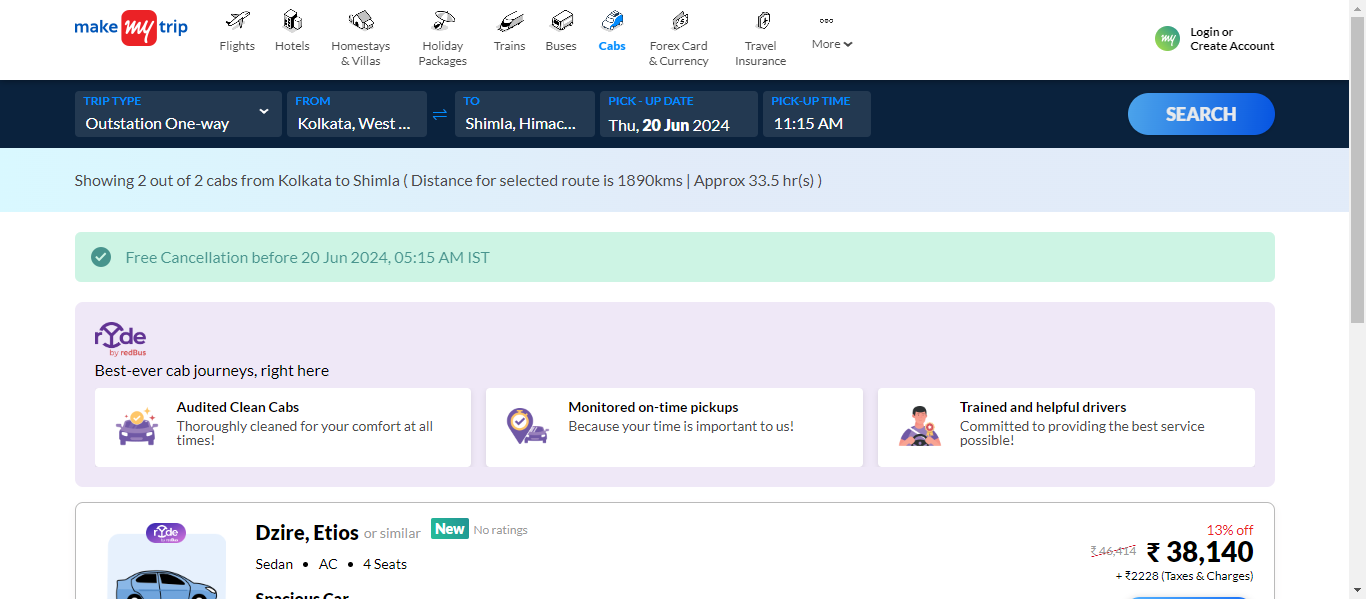 make my trip
Flights
Hotels
Homestays
& Villas
Holiday
Packages
Trains
Buses
Cabs
Forex Card
& Currency
Travel
Insurance
More
my
Login or
Create Account
TRIP TYPE
Outstation One-way
FROM
Kolkata, West ...
TO
Shimla, Himac...
PICK - UP DATE
Thu, 20 Jun 2024
PICK-UP TIME
11:15 AM
SEARCH
Showing 2 out of 2 cabs from Kolkata to Shimla ( Distance for selected route is 1890kms | Approx 33.5 hr(s) )
Free Cancellation before 20 Jun 2024, 05:15 AM IST
rYde
by redBus
Best-ever cab journeys, right here
Audited Clean Cabs
Thoroughly cleaned for your comfort at all
times!
Monitored on-time pickups
Because your time is important to us!
Trained and helpful drivers
Committed to providing the best service
possible!
rYde
Dzire, Etios or similar New No ratings
Sedan • AC • 4 Seats
Spacious Car
13% off
₹ 46,414 ₹ 38,140
+ ₹2228 (Taxes & Charges)